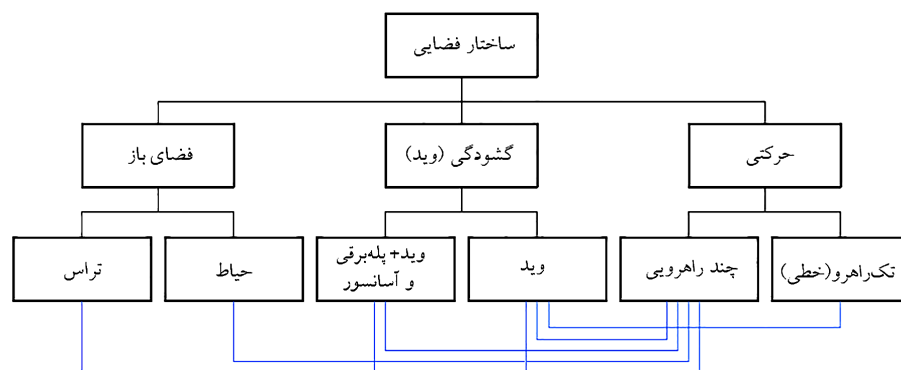 ساختار فضایی
حرکتی
گشودگی (وید)
فضای باز
تک‌راهرو(خطی)
چند راهرویی
وید
وید+پله‌برقی
و آسانسور
حیاط
تراس